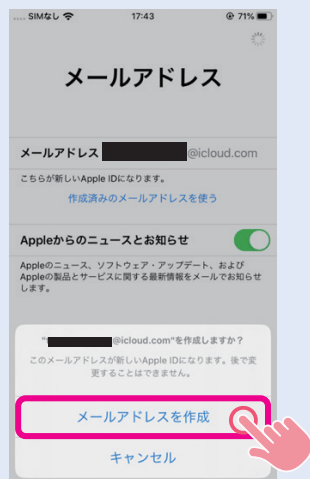 SIMなし 17:43 71%
メールアドレス
メールアドレス @icloud.com
こちらが新しいApple IDになります。
作成済みのメールアドレスを使う
Appleからのニュースとお知らせ
Appleのニュース、ソフトウェア・アップデート、および
Appleの製品とサービスに関する最新情報をメールでお知らせ
します。
"@icloud.com"を作成しますか？
このメールアドレスが新しいApple IDになります。後で変
更することはできません。
メールアドレスを作成
キャンセル